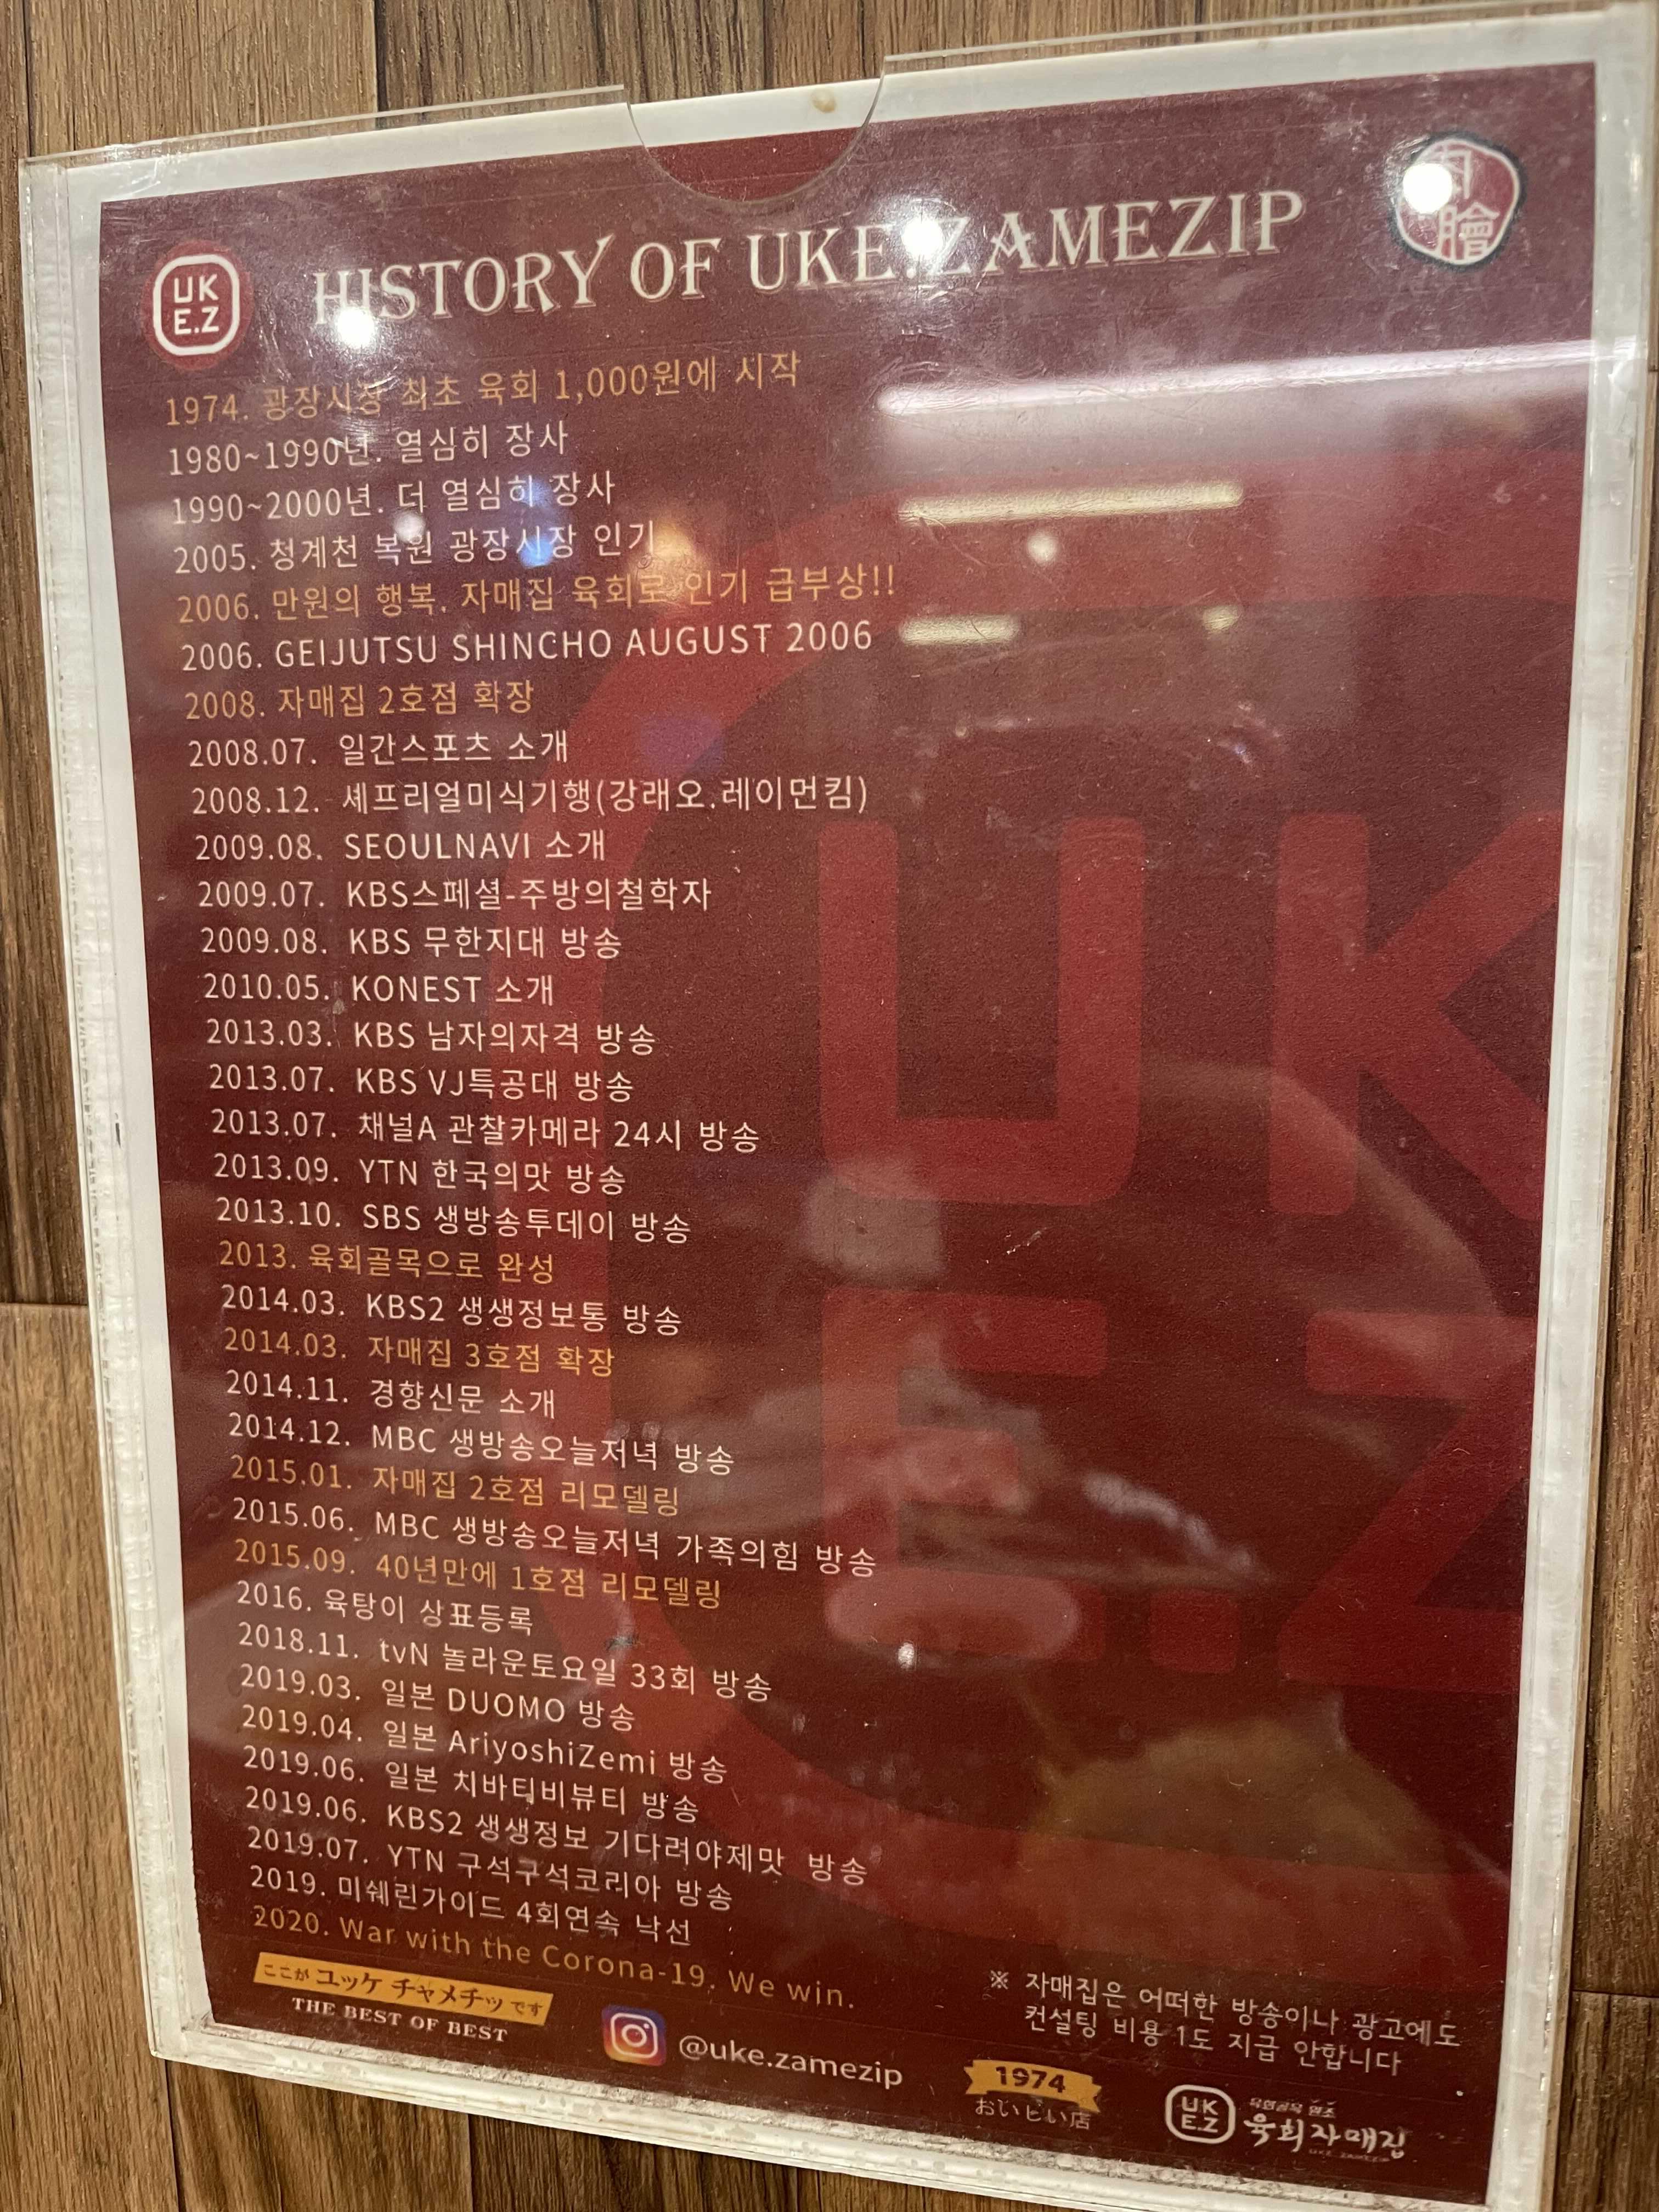 UK
E.Z
HISTORY OF UKE.ZAMEZIP
肉
膾
1974. 광장시장 최초 육회 1,000원에 시작
1980~1990년. 열심히 장사
1990~2000년. 더 열심히 장사
2005. 청계천 복원 광장시장 인기
2006. 만원의 행복. 자매집 육회로 인기 급부상!!
2006. GEIJUTSU SHINCHO AUGUST 2006
2008. 자매집 2호점 확장
2008.07. 일간스포츠 소개
2008.12. 셰프리얼미식기행(강래오.레이먼킴)
2009.08. SEOULNAVI 소개
2009.07. KBS스페셜-주방의철학자
2009.08. KBS 무한지대 방송
2010.05. KONEST 소개
2013.03. KBS 남자의자격 방송
2013.07. KBS VJ특공대 방송
2013.07. 채널A 관찰카메라 24시 방송
2013.09. YTN 한국의맛 방송
2013.10. SBS 생방송투데이 방송
2013. 육회골목으로 완성
2014.03. KBS2 생생정보통 방송
2014.03. 자매집 3호점 확장
2014.11. 경향신문 소개
2014.12. MBC 생방송오늘저녁 방송
2015.01. 자매집 2호점 리모델링
2015.06. MBC 생방송오늘저녁 가족의힘 방송
2015.09. 40년만에 1호점 리모델링
2016. 육탕이 상표등록
2018.11. tvN 놀라운토요일 33회 방송
2019.03. 일본 DUOMO 방송
2019.04. 일본 AriyoshiZemi 방송
2019.06. 일본 치바티비뷰티 방송
2019.06. KBS2 생생정보 기다려야제맛 방송
2019.07. YTN 구석구석코리아 방송
2019. 미쉐린가이드 4회연속 낙선
2020. War with the Corona-19. We win.
※ 자매집은 어떠한 방송이나 광고에도
컨설팅 비용 1도 지급 안합니다
ここが ユッケ チャメチッ です
THE BEST OF BEST
@uke.zamezip
1974
おいヒい店
UK
E.Z
육회골목 원조
육회자매집
UKE.ZAMEZIP
UK
E.Z